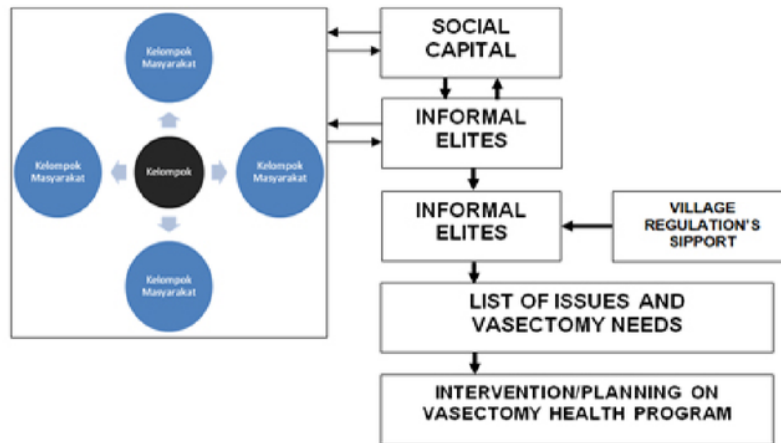 Kelompok
Masyarakat
Kelompok
Masyarakat
Kelompok
Kelompok
Masyarakat
Kelompok
Masyarakat
SOCIAL
CAPITAL
INFORMAL
ELITES
INFORMAL
ELITES
VILLAGE
REGULATION'S
SIPPORT
LIST OF ISSUES AND
VASECTOMY NEEDS
INTERVENTION/PLANNING ON
VASECTOMY HEALTH PROGRAM